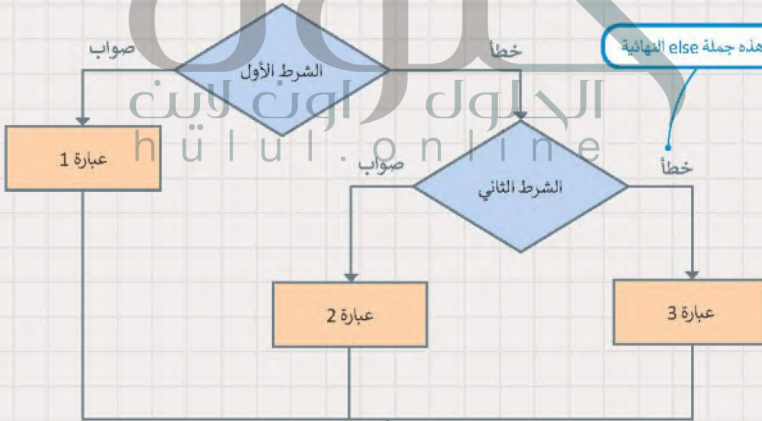 هذه جملة else النهائية
خطأ
صواب
الشرط الأول
الحلول اون لاين
hulul.online
عبارة 1
صواب
خطأ
الشرط الثاني
عبارة 2
عبارة 3